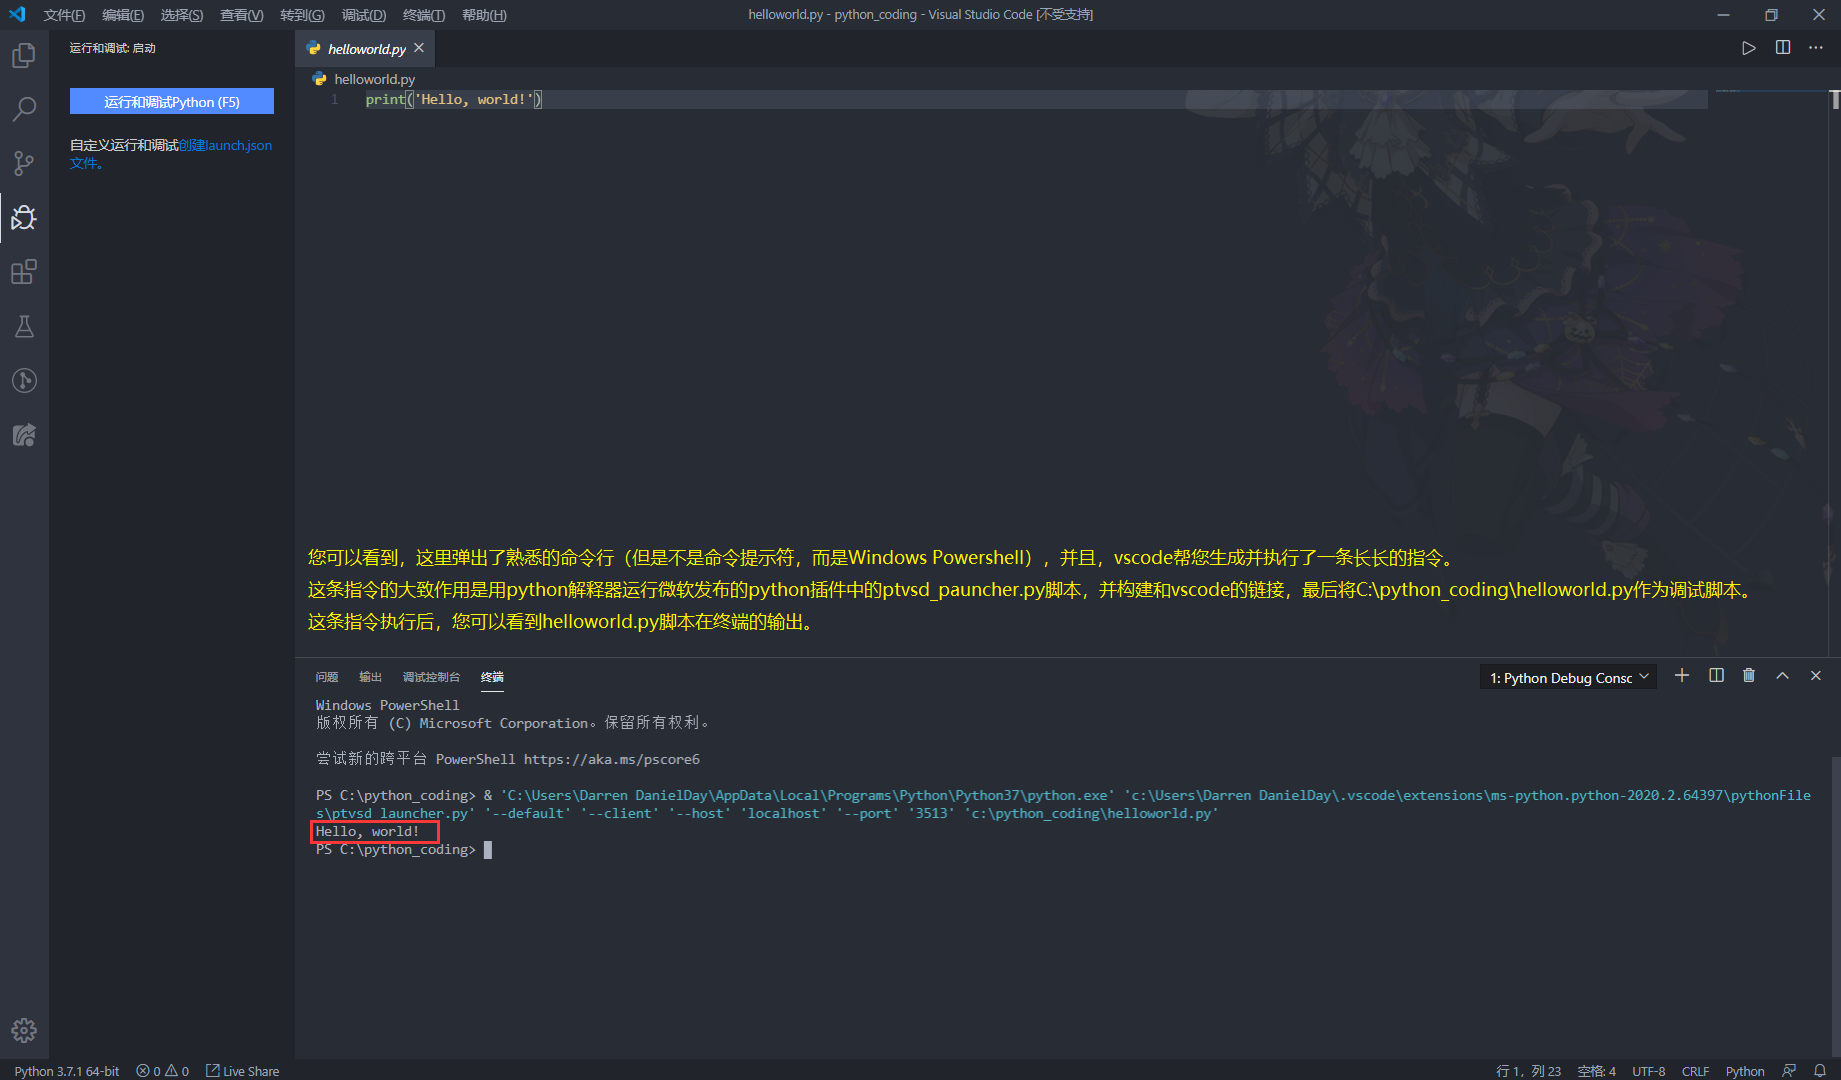 文件(F) 编辑(E) 选择(S) 查看(V) 转到(G) 调试(D) 终端(T) 帮助(H)
helloworld.py - python_coding - Visual Studio Code [不受支持]
运行和调试: 启动
运行和调试Python (F5)
自定义运行和调试创建launch.json
文件。
helloworld.py
helloworld.py
1 print('Hello, world!')
您可以看到，这里弹出了熟悉的命令行（但是不是命令提示符，而是Windows Powershell），并且，vscode帮您生成并执行了一条长长的指令。
这条指令的大致作用是用python解释器运行微软发布的python插件中的ptvsd_pauncher.py脚本，并构建和vscode的链接，最后将C:\python_coding\helloworld.py作为调试脚本。
这条指令执行后，您可以看到helloworld.py脚本在终端的输出。
问题 输出 调试控制台 终端
1: Python Debug Consc
Windows PowerShell
版权所有 (C) Microsoft Corporation。保留所有权利。
尝试新的跨平台 PowerShell https://aka.ms/pscore6
PS C:\python_coding> & 'C:\Users\Darren DanielDay\AppData\Local\Programs\Python\Python37\python.exe' 'c:\Users\Darren DanielDay\.vscode\extensions\ms-python.python-2020.2.64397\pythonFile
s\ptvsd_launcher.py' '--default' '--client' '--host' 'localhost' '--port' '3513' 'c:\python_coding\helloworld.py'
Hello, world!
PS C:\python_coding>
Python 3.7.1 64-bit 0 0 Live Share
行 1，列 23 空格: 4 UTF-8 CRLF Python